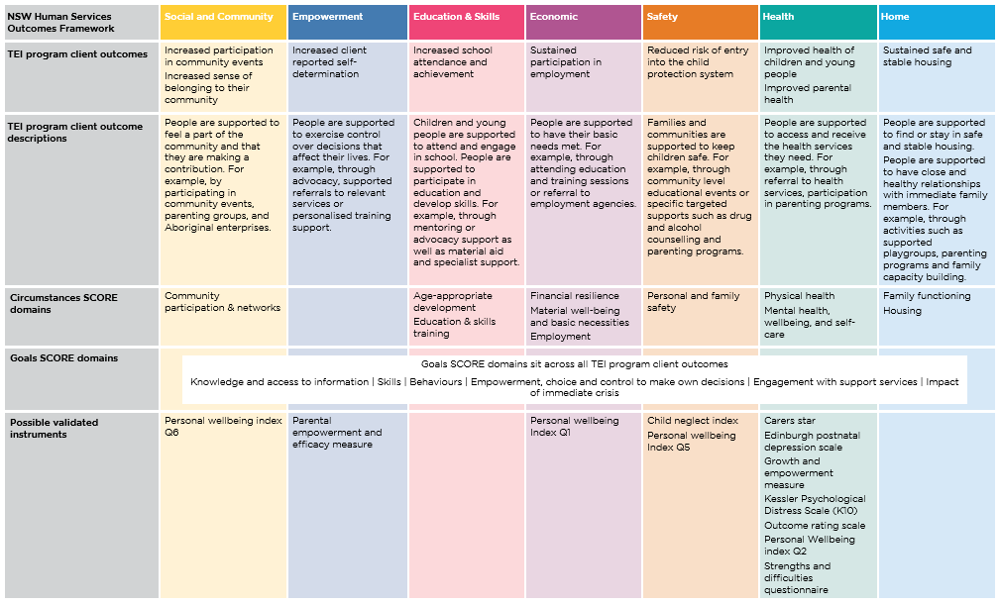 NSW Human Services
Outcomes Framework
Social and Community
Empowerment
Education & Skills
Economic
Safety
Health
Home
TEI program client outcomes
Increased participation
in community events
Increased sense of
belonging to their
community
Increased client
reported self-
determination
Increased school
attendance and
achievement
Sustained
participation in
employment
Reduced risk of entry
into the child
protection system
Improved health of
children and young
people
Improved parental
health
Sustained safe and
stable housing
TEI program client outcome
descriptions
People are supported to
feel a part of the
community and that
they are making a
contribution. For
example, by
participating in
community events,
parenting groups, and
Aboriginal enterprises.
People are supported
to exercise control
over decisions that
affect their lives. For
example, through
advocacy, supported
referrals to relevant
services or
personalised training
support.
Children and young
people are supported
to attend and engage
in school. People are
supported to
participate in
education and
develop skills. For
example, through
mentoring or
advocacy support as
well as material aid
and specialist support.
People are supported
to have their basic
needs met. For
example, through
attending education
and training sessions
or referral to
employment agencies.
Families and
communities are
supported to keep
children safe. For
example, through
community level
educational events or
specific targeted
supports such as drug
and alcohol
counselling and
parenting programs.
People are supported
to access and receive
the health services
they need. For
example, through
referral to health
services, participation
in parenting programs.
People are supported
to find or stay in safe
and stable housing.
People are supported
to have close and
healthy relationships
with immediate family
members. For
example, through
activities such as
supported
playgroups, parenting
programs and family
capacity building.
Circumstances SCORE
domains
Community
participation & networks
Age-appropriate
development
Education & skills
training
Financial resilience
Material well-being
and basic necessities
Employment
Personal and family
safety
Physical health
Mental health,
wellbeing, and self-
care
Family functioning
Housing
Goals SCORE domains
Goals SCORE domains sit across all TEI program client outcomes
Knowledge and access to information | Skills | Behaviours | Empowerment, choice and control to make own decisions | Engagement with support services | Impact
of immediate crisis
Possible validated
instruments
Personal wellbeing index
Q6
Parental
empowerment and
efficacy measure
Personal wellbeing
Index Q1
Child neglect index
Personal wellbeing
Index Q5
Carers star
Edinburgh postnatal
depression scale
Growth and
empowerment
measure
Kessler Psychological
Distress Scale (K10)
Outcome rating scale
Personal Wellbeing
index Q2
Strengths and
difficulties
questionnaire